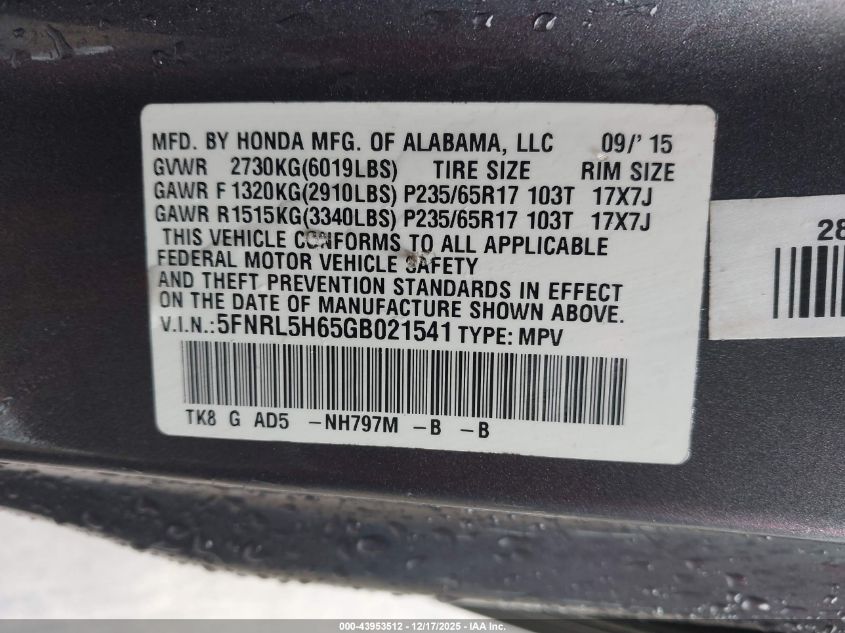 MFD. BY HONDA MFG. OF ALABAMA, LLC 09/' 15
GVWR 2730KG(6019LBS) TIRE SIZE RIM SIZE
GAWR F 1320KG(2910LBS) P235/65R17 103T 17X7J
GAWR R1515KG(3340LBS) P235/65R17 103T 17X7J
THIS VEHICLE CONFORMS TO ALL APPLICABLE
FEDERAL MOTOR VEHICLE SAFETY
AND THEFT PREVENTION STANDARDS IN EFFECT
ON THE DATE OF MANUFACTURE SHOWN ABOVE.
V.I.N.:5FNRL5H65GB021541 TYPE: MPV
TK8 G AD5 -NH797M -B -B
28
000-43953512 - 12/17/2025 - IAA Inc.